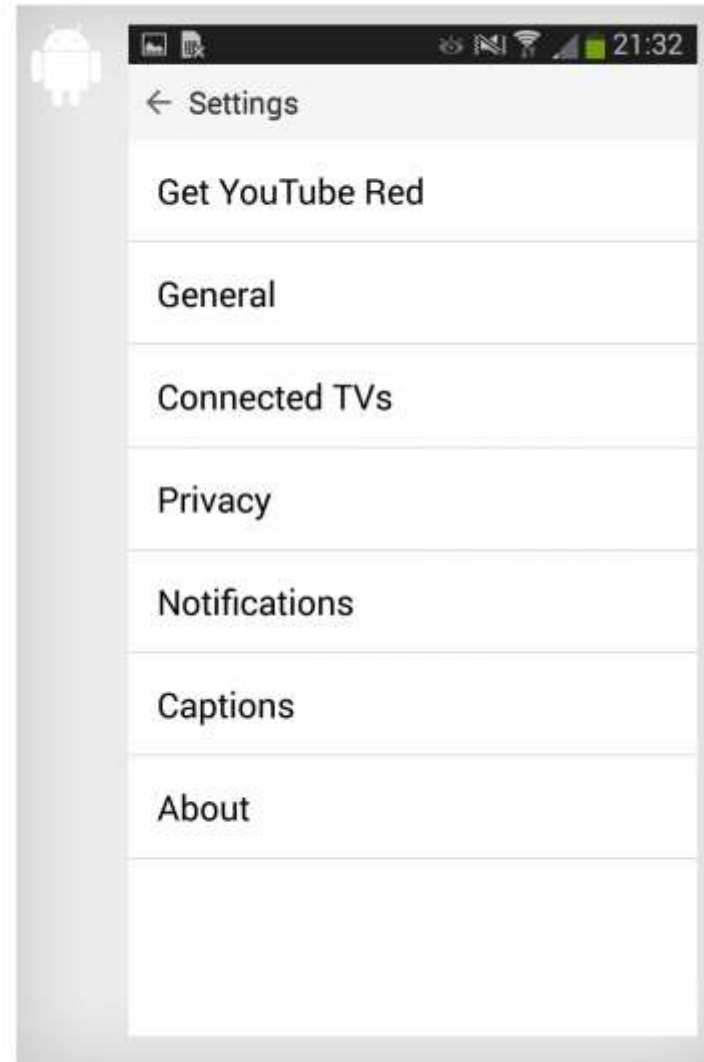 21:32
Settings
Get YouTube Red
General
Connected TVs
Privacy
Notifications
Captions
About